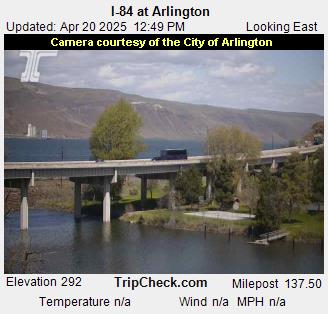 I-84 at Arlington
Updated: Apr 20 2025 12:49 PM Looking East
Camera courtesy of the City of Arlington
Elevation 292 TripCheck.com Milepost 137.50
Temperature n/a Wind n/a MPH n/a